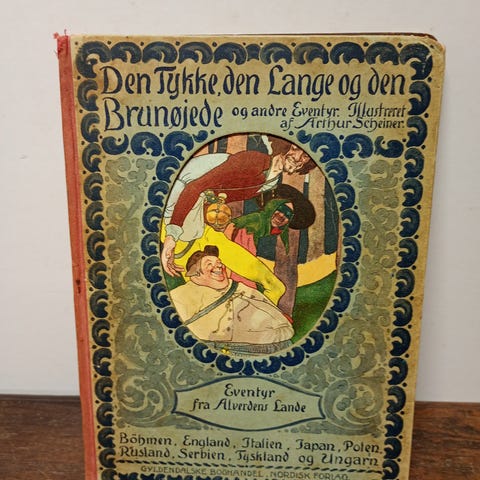 Den Tykke, den Lange og den
Brunøjede og andre Eventyr. Illustreret
af Arthur Scheiner.
Eventyr
fra Alverdens Lande
Böhmen, England, Italien, Japan, Polen,
Rusland, Serbien, Tyskland og Ungarn
GYLDENDALSKE BOGHANDEL, NORDISK FORLAG